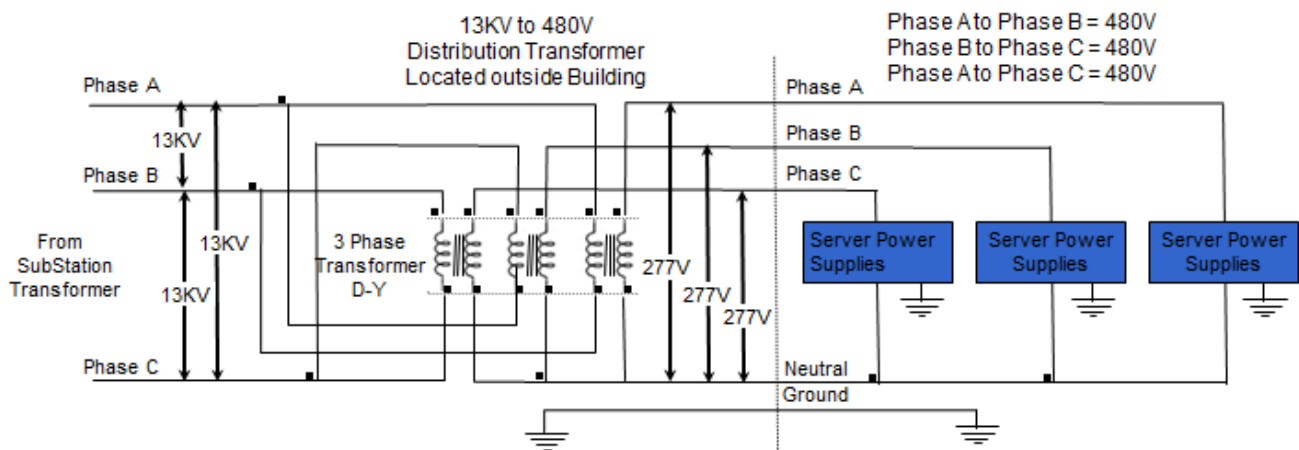 13KV to 480V
Distribution Transformer
Located outside Building
Phase A to Phase B = 480V
Phase B to Phase C = 480V
Phase A to Phase C = 480V
Phase A
13KV
Phase B
13KV
13KV
From
SubStation
Transformer
Phase C
3 Phase
Transformer
D-Y
277V
277V
277V
Phase A
Phase B
Phase C
Server Power
Supplies
Server Power
Supplies
Server Power
Supplies
Neutral
Ground